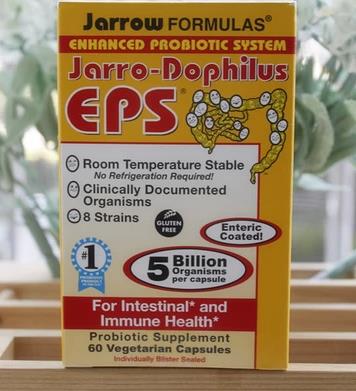 Jarrow FORMULAS®
ENHANCED PROBIOTIC SYSTEM
Jarro-Dophilus
EPS®
Room Temperature Stable
No Refrigeration Required!
Clinically Documented
Organisms
8 Strains
GLUTEN
FREE
Enteric
Coated!
#1
5 Billion
Organisms
per capsule
For Intestinal* and
Immune Health*
Probiotic Supplement
60 Vegetarian Capsules
Individually Blister Sealed